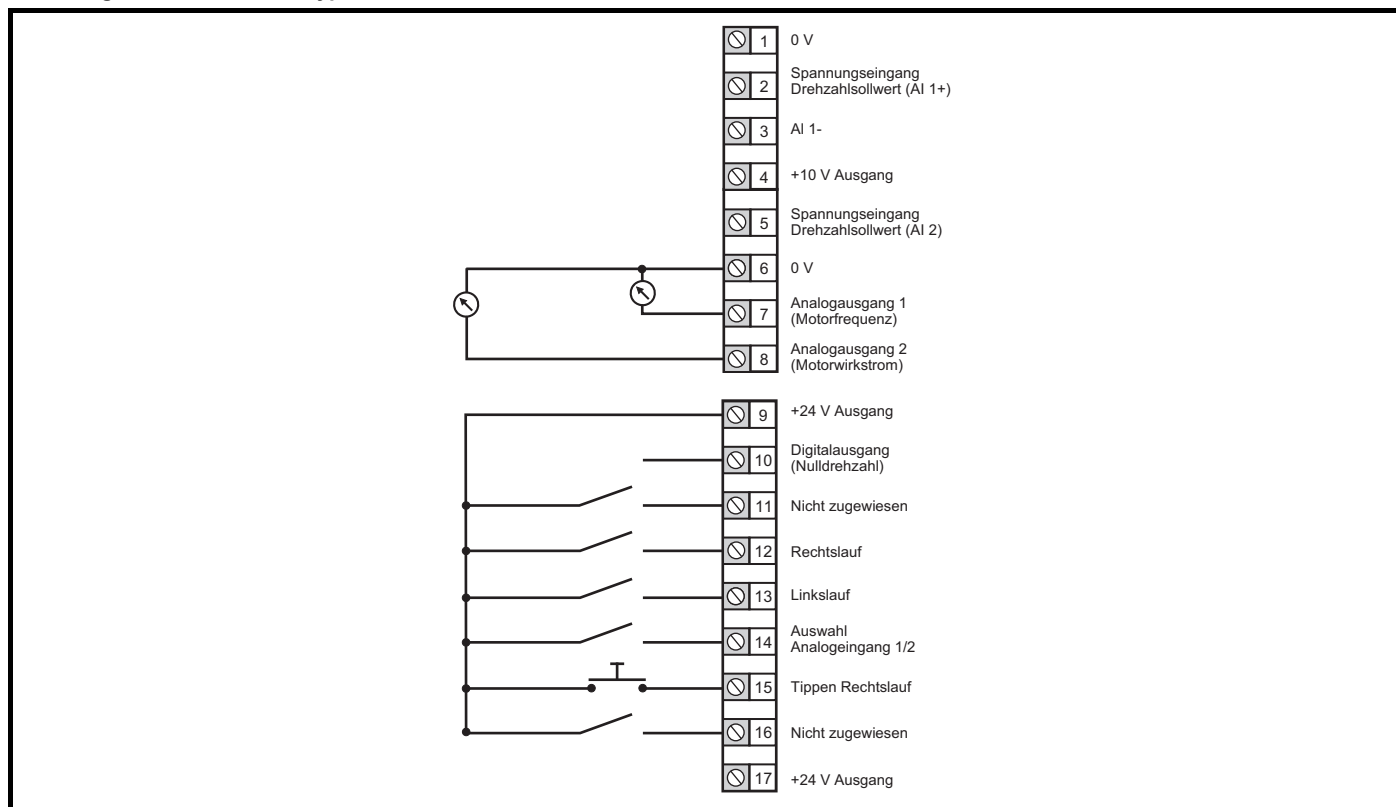 1 0 V
2 Spannungseingang
Drehzahlsollwert (AI 1+)
3 AI 1-
4 +10 V Ausgang
5 Spannungseingang
Drehzahlsollwert (AI 2)
6 0 V
7 Analogausgang 1
(Motorfrequenz)
8 Analogausgang 2
(Motorwirkstrom)
9 +24 V Ausgang
10 Digitalausgang
(Nulldrehzahl)
11 Nicht zugewiesen
12 Rechtslauf
13 Linkslauf
14 Auswahl
Analogeingang 1/2
15 Tippen Rechtslauf
16 Nicht zugewiesen
17 +24 V Ausgang